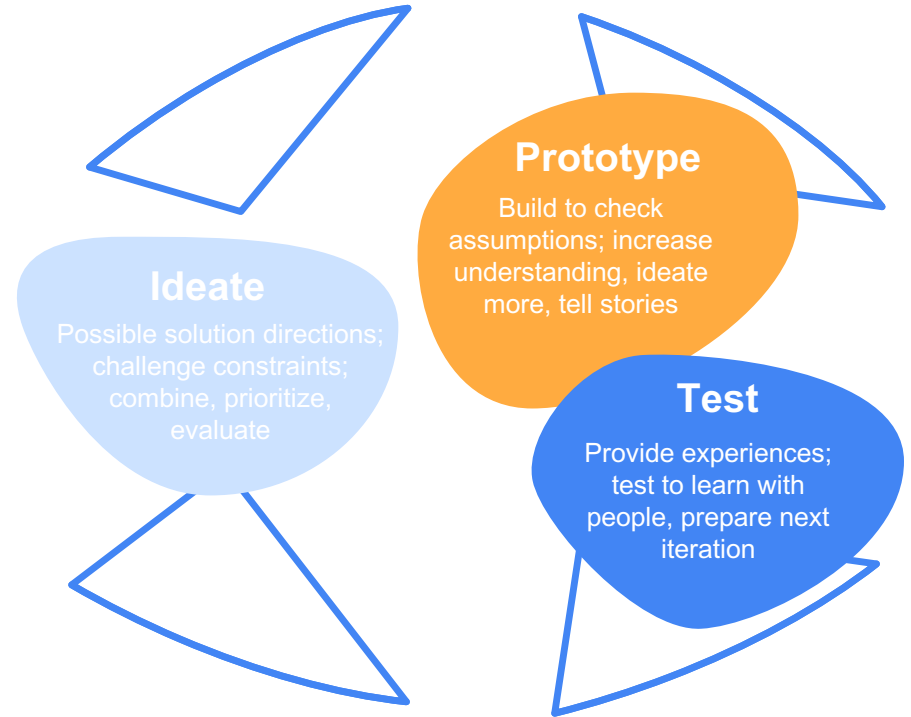 Ideate
Possible solution directions;
challenge constraints;
combine, prioritize,
evaluate
Prototype
Build to check
assumptions; increase
understanding, ideate
more, tell stories
Test
Provide experiences;
test to learn with
people, prepare next
iteration